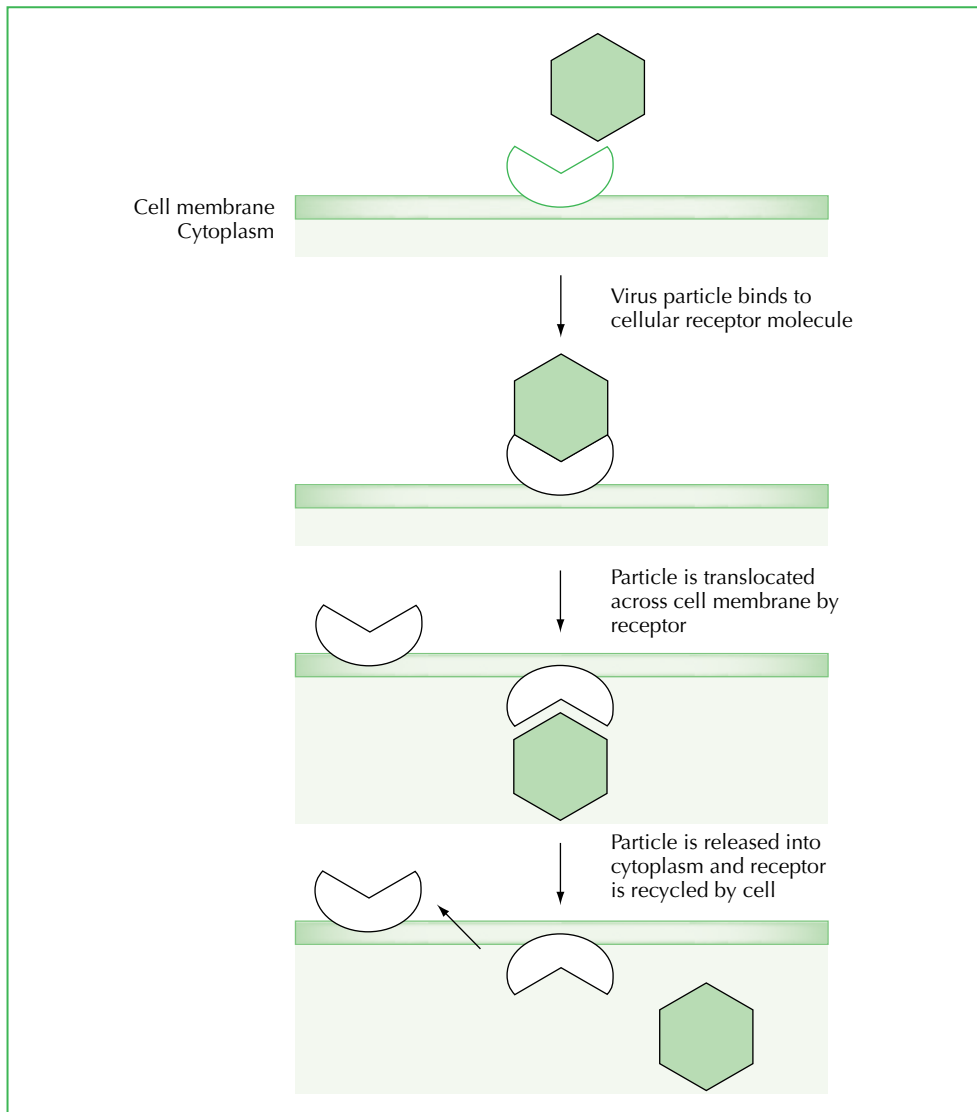 Cell membrane
Cytoplasm
Virus particle binds to
cellular receptor molecule
Particle is translocated
across cell membrane by
receptor
Particle is released into
cytoplasm and receptor
is recycled by cell